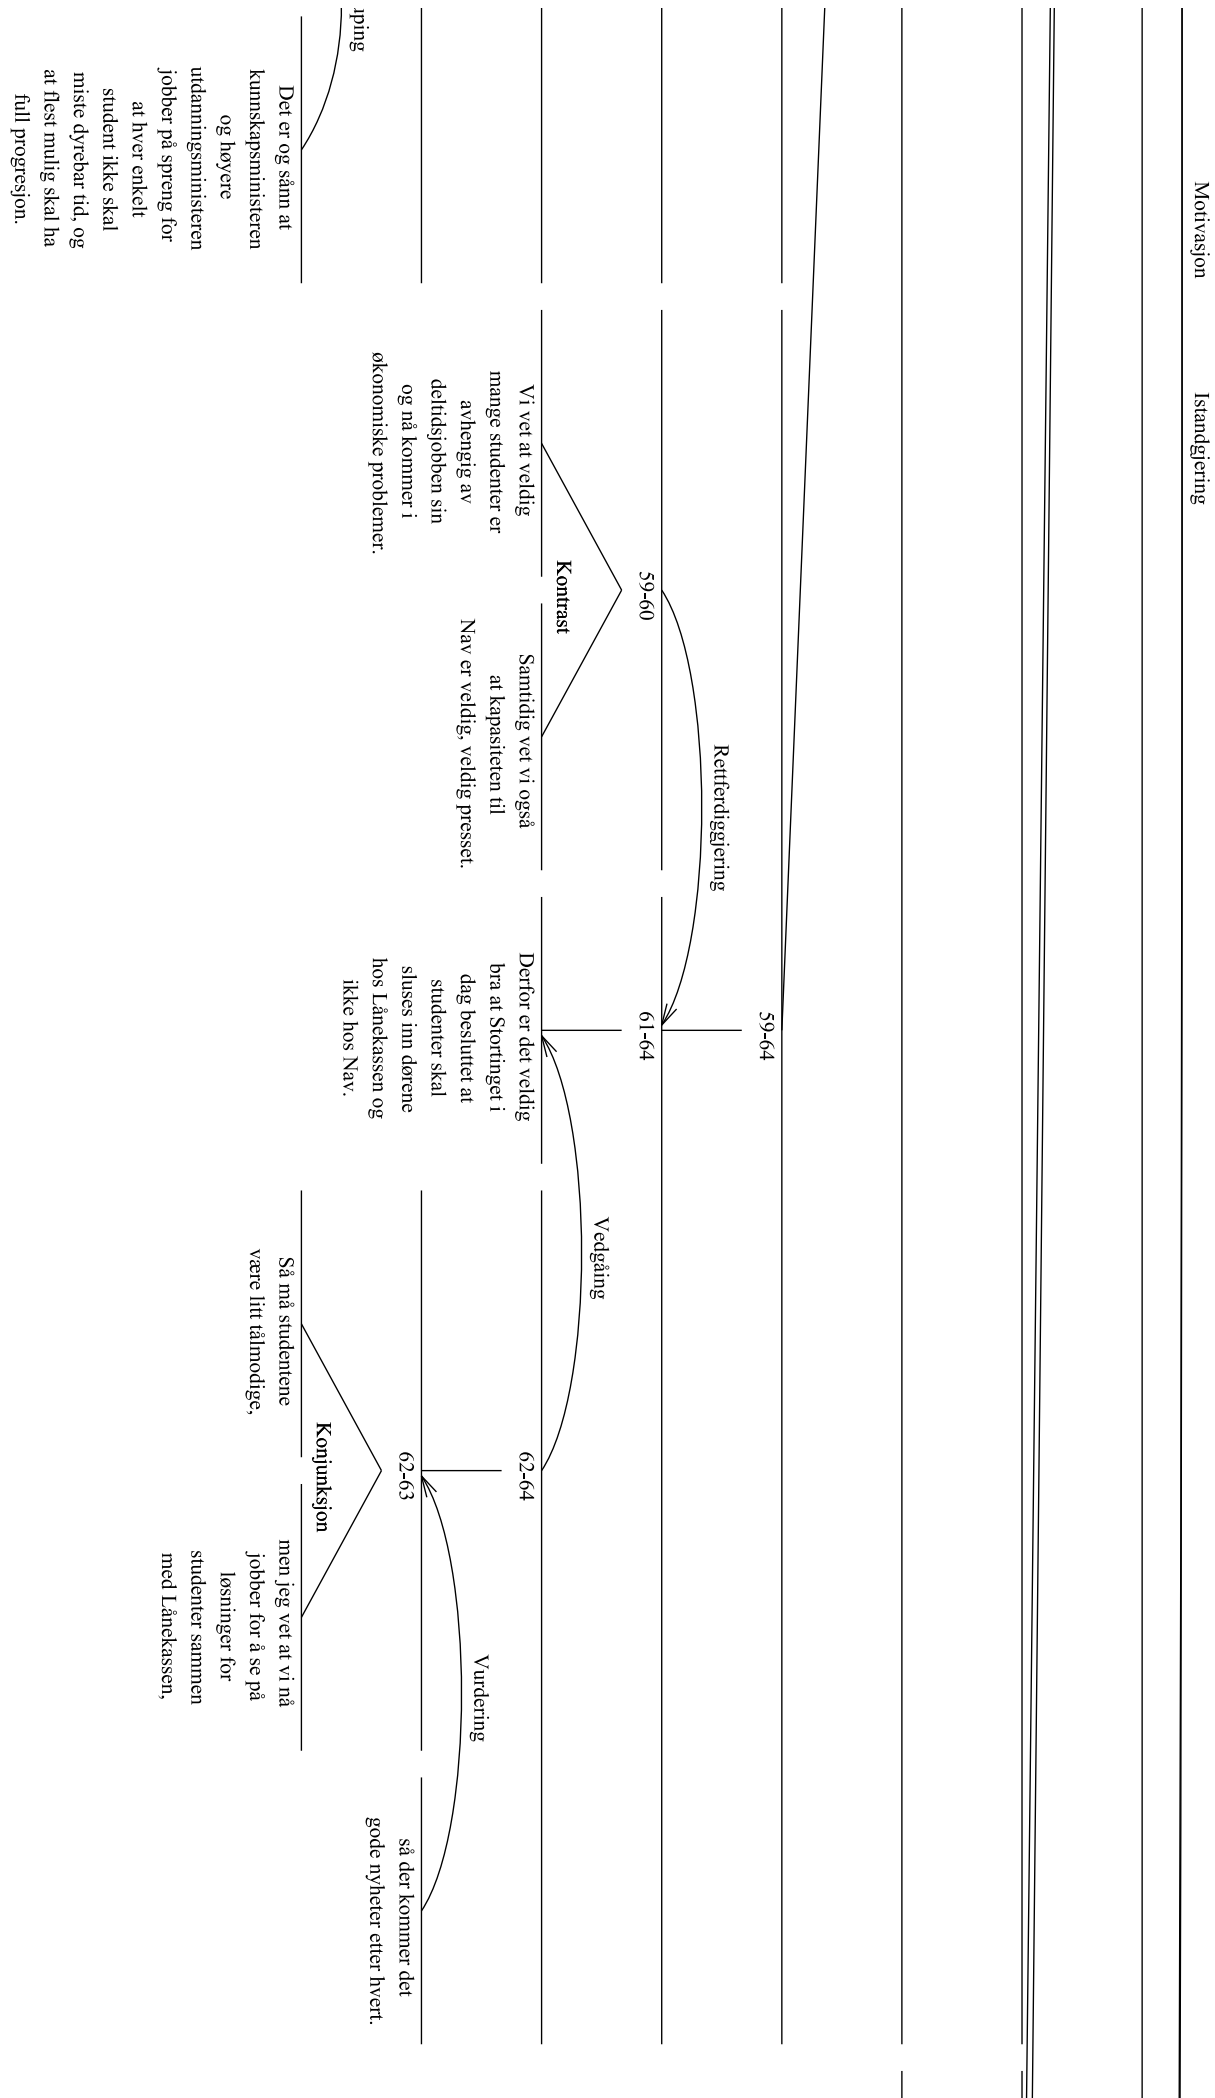 Motivasjon
Istandgjering
59-64
Rettferdiggjering
59-60
61-64
Vedgåing
Kontrast
Vi vet at veldig
mange studenter er
avhengig av
deltidsjobben sin
og nå kommer i
økonomiske problemer.
Samtidig vet vi også
at kapasiteten til
Nav er veldig, veldig presset.
Derfor er det veldig
bra at Stortinget i
dag besluttet at
studenter skal
sluses inn dørene
hos Lånekassen og
ikke hos Nav.
62-64
Vurdering
62-63
så der kommer det
gode nyheter etter hvert.
Konjunksjon
Det er og sånn at
kunnskapsministeren
og høyere
utdanningsministeren
jobber på spreng for
at hver enkelt
student ikke skal
miste dyrebar tid, og
at flest mulig skal ha
full progresjon.
Så må studentene
være litt tålmodige,
men jeg vet at vi nå
jobber for å se på
løsninger for
studenter sammen
med Lånekassen,